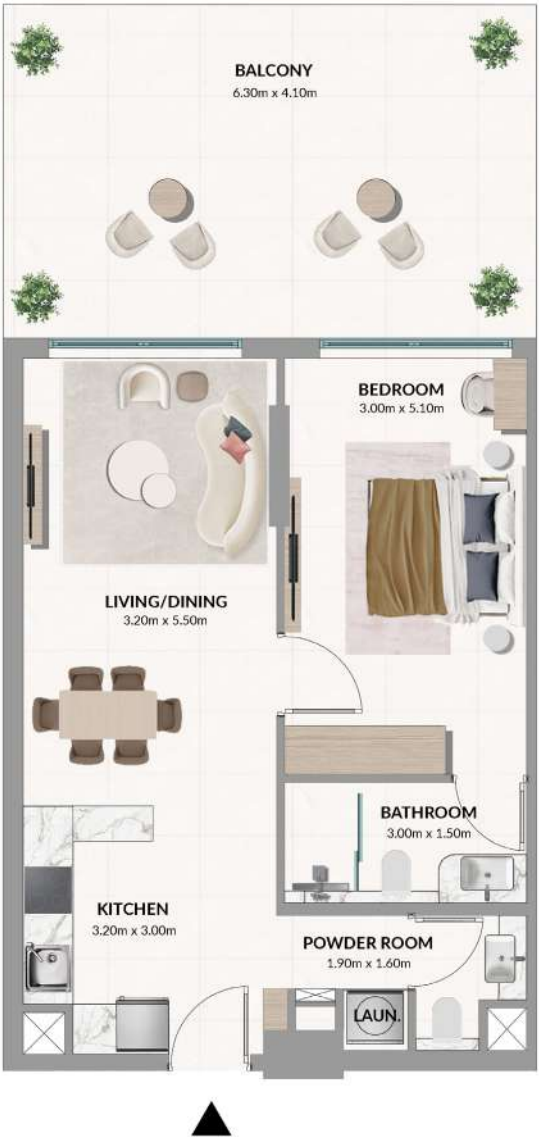 BALCONY
6.30m x 4.10m
BEDROOM
3.00m x 5.10m
LIVING/DINING
3.20m x 5.50m
BATHROOM
3.00m x 1.50m
KITCHEN
3.20m x 3.00m
POWDER ROOM
1.90m x 1.60m
LAUN.